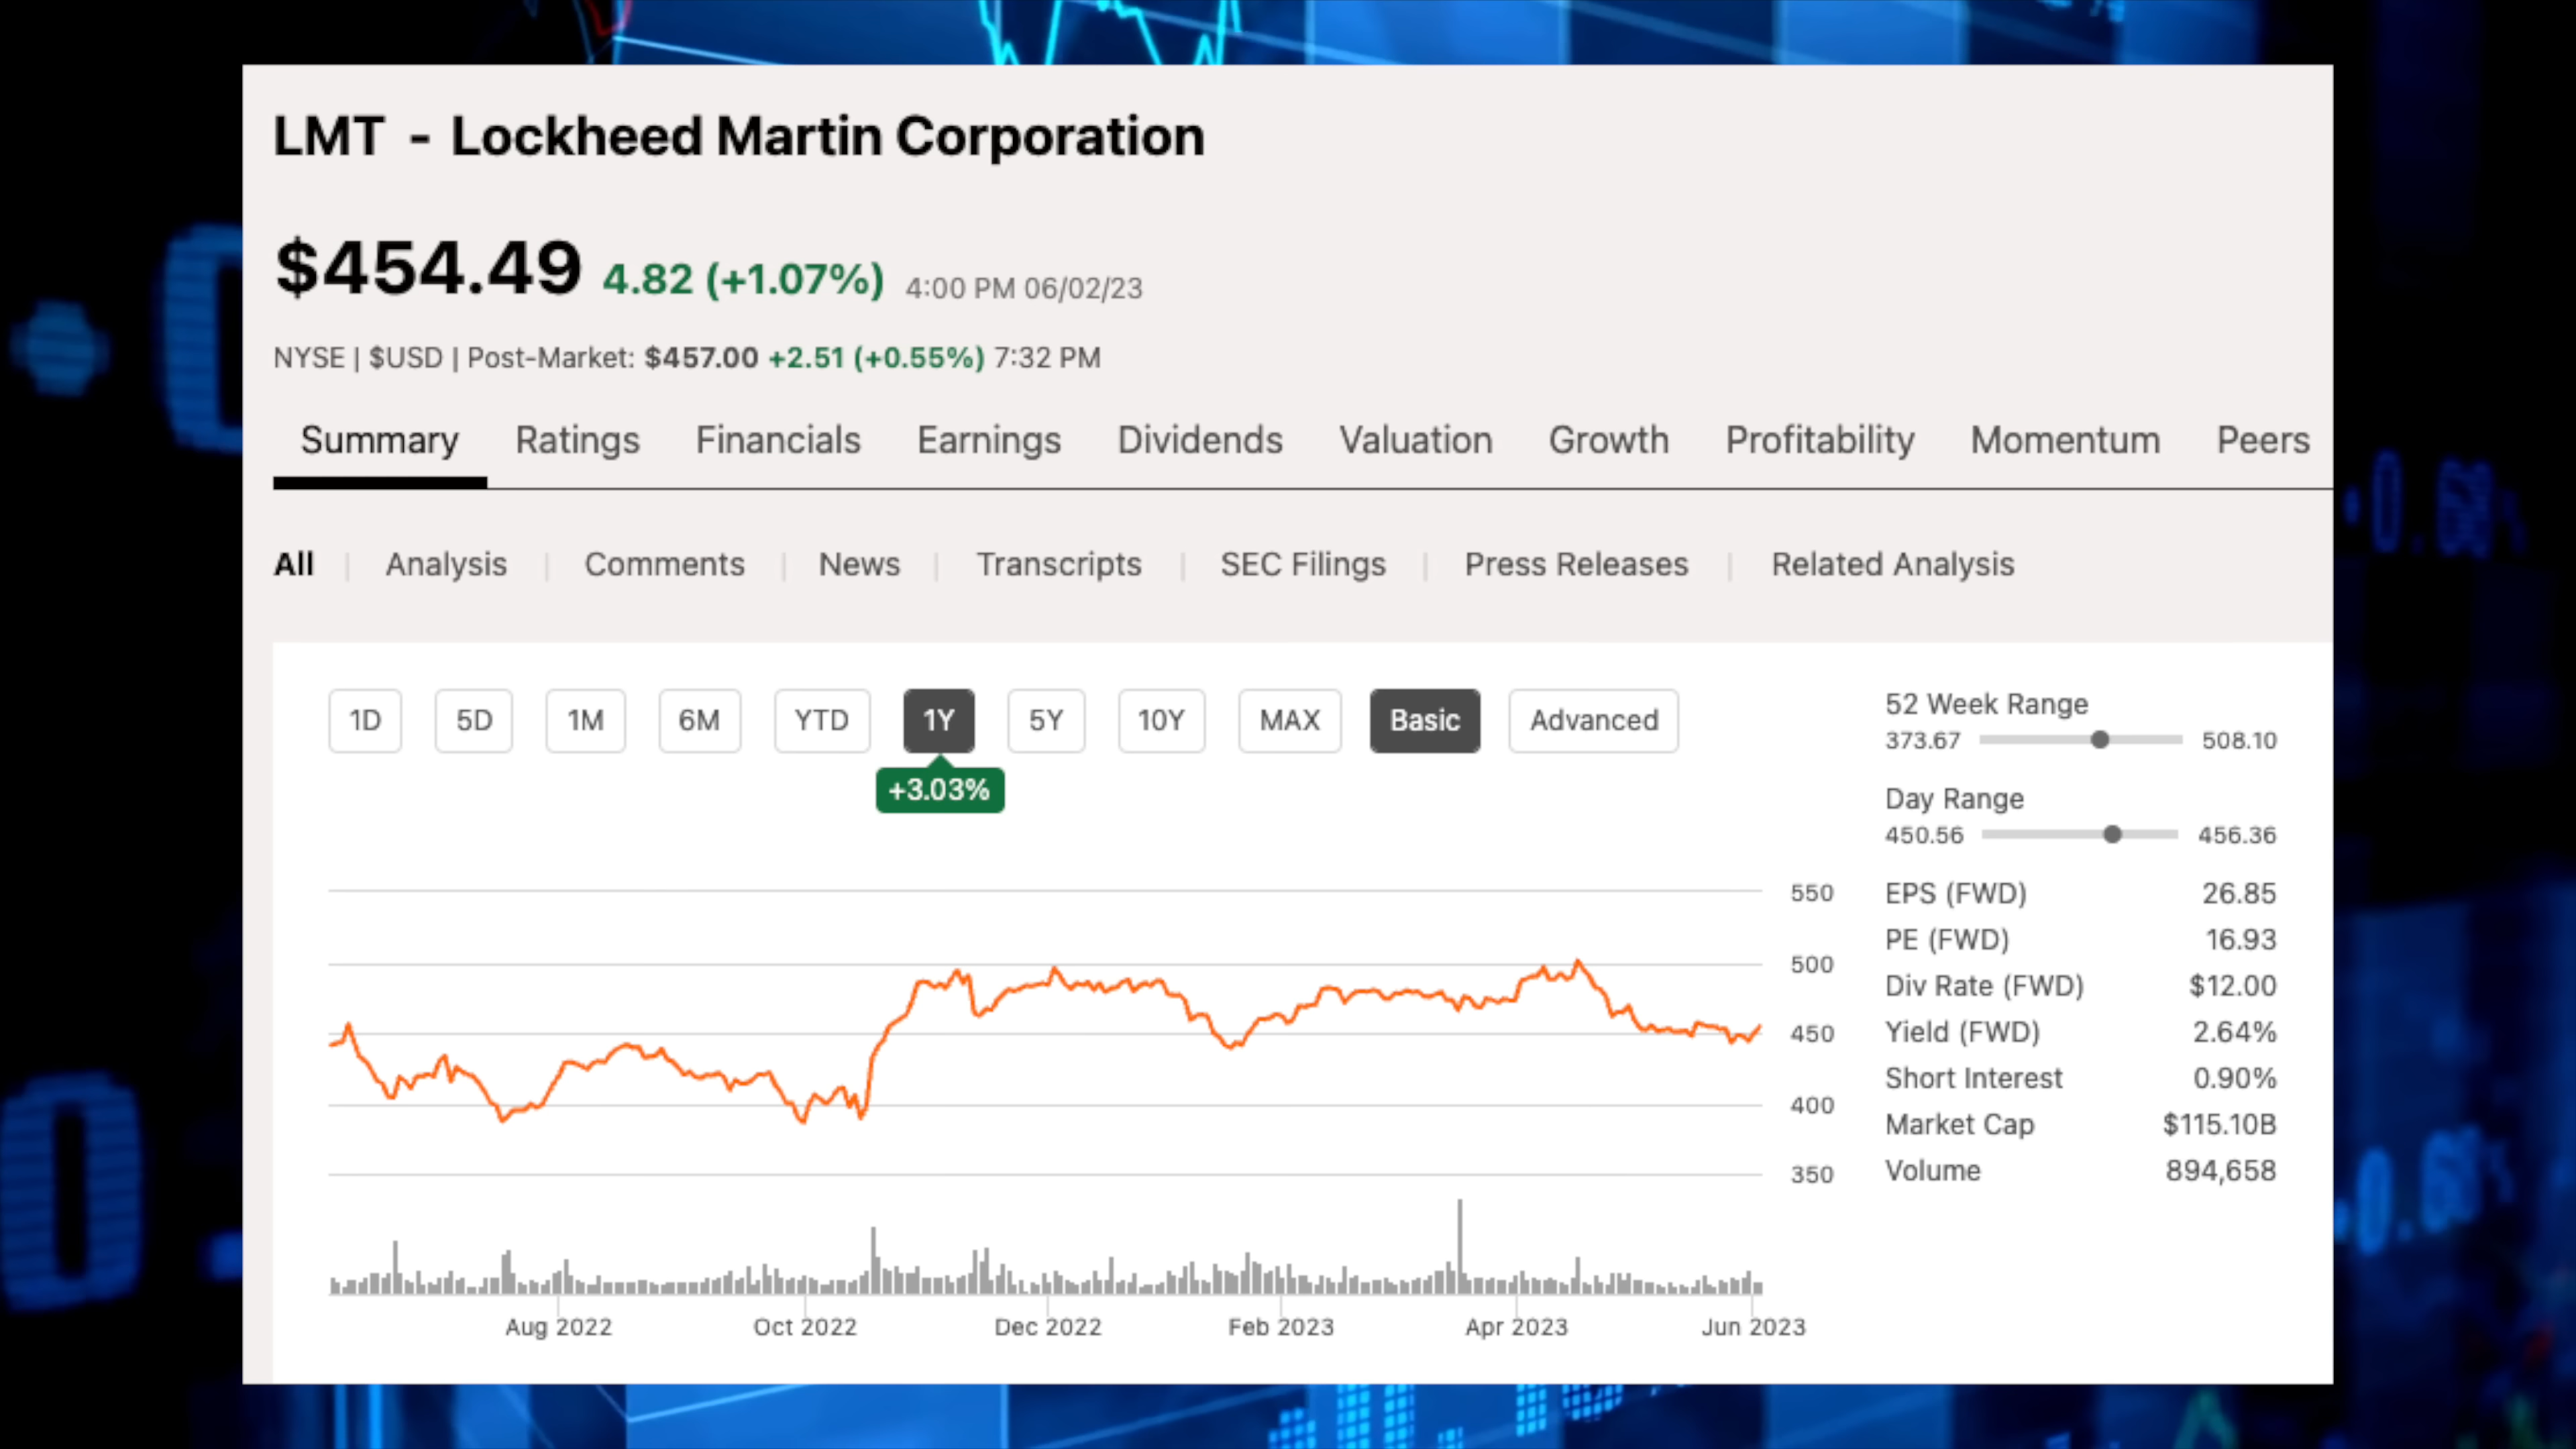 LMT - Lockheed Martin Corporation
$454.49 4.82 (+1.07%) 4:00 PM 06/02/23
NYSE | $USD | Post-Market: $457.00 +2.51 (+0.55%) 7:32 PM
Summary Ratings Financials Earnings Dividends Valuation Growth Profitability Momentum Peers
All | Analysis | Comments | News | Transcripts | SEC Filings | Press Releases | Related Analysis
1D 5D 1M 6M YTD 1Y 5Y 10Y MAX Basic Advanced
+3.03%
550
500
450
400
350
Aug 2022 Oct 2022 Dec 2022 Feb 2023 Apr 2023 Jun 2023
52 Week Range
373.67 508.10
Day Range
450.56 456.36
EPS (FWD) 26.85
PE (FWD) 16.93
Div Rate (FWD) $12.00
Yield (FWD) 2.64%
Short Interest 0.90%
Market Cap $115.10B
Volume 894,658